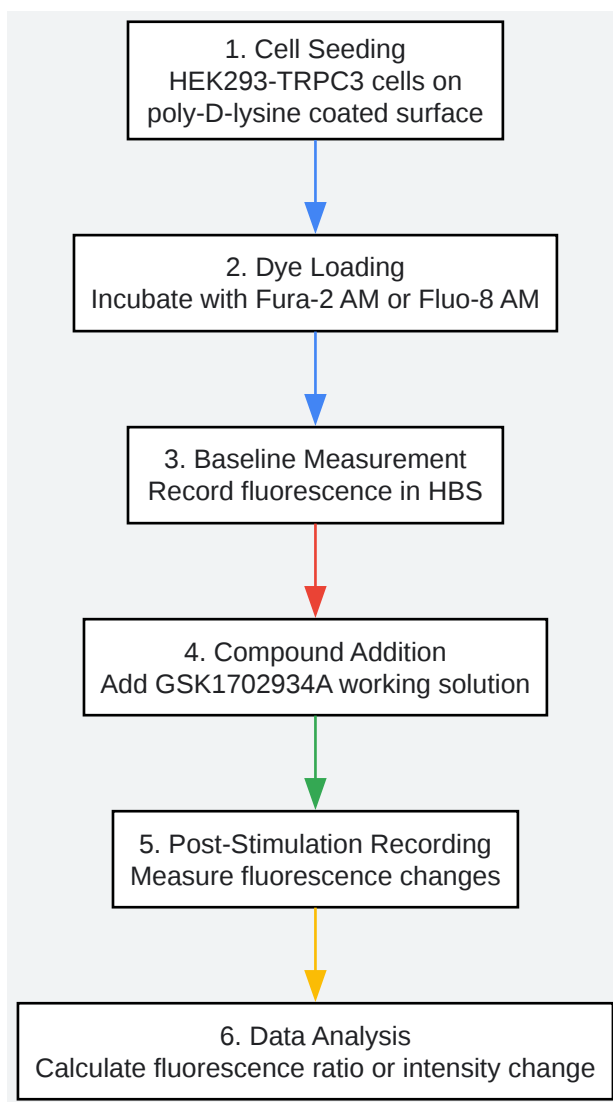 1. Cell Seeding
HEK293-TRPC3 cells on
poly-D-lysine coated surface
2. Dye Loading
Incubate with Fura-2 AM or Fluo-8 AM
3. Baseline Measurement
Record fluorescence in HBS
4. Compound Addition
Add GSK1702934A working solution
5. Post-Stimulation Recording
Measure fluorescence changes
6. Data Analysis
Calculate fluorescence ratio or intensity change